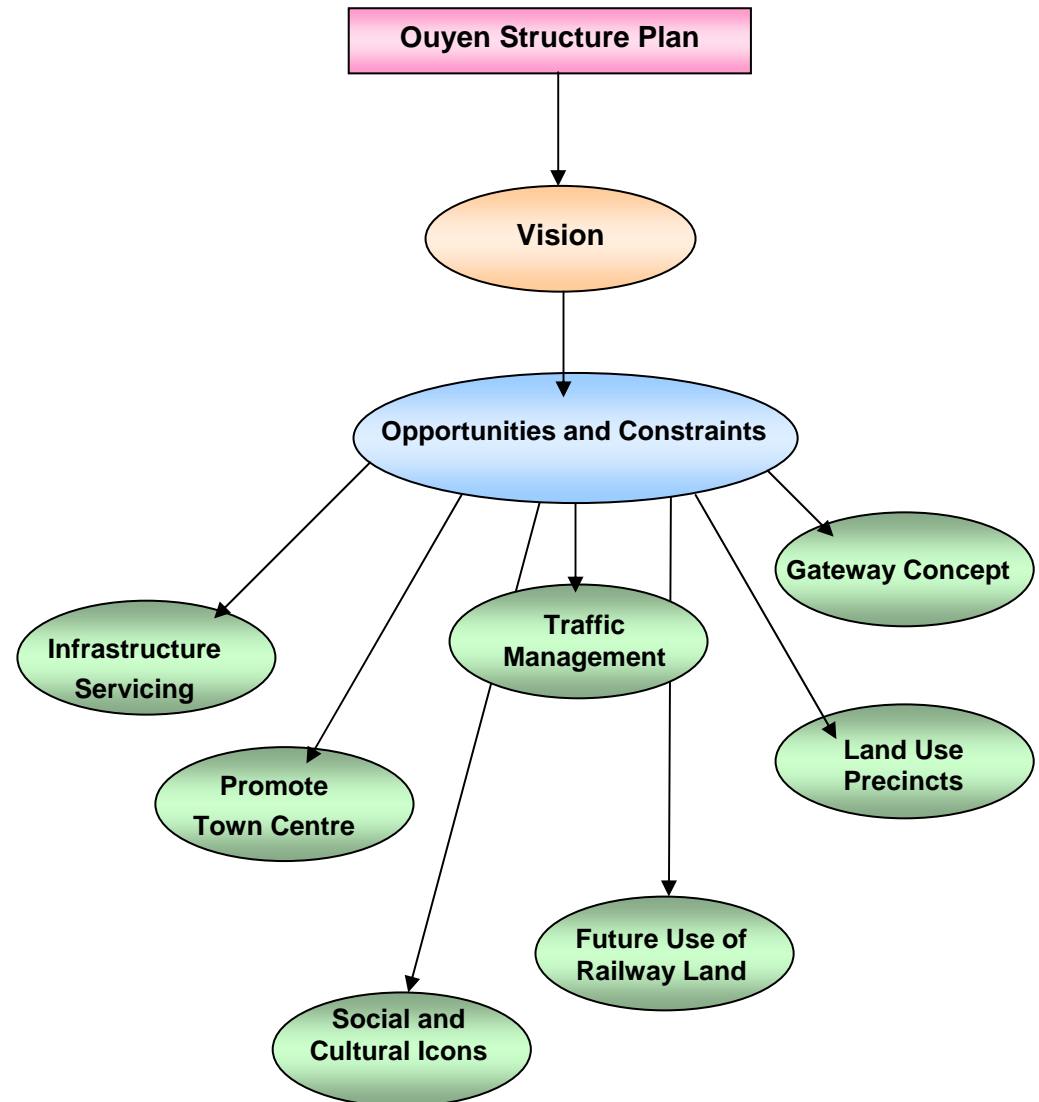 Ouyen Structure Plan
Vision
Opportunities and Constraints
Gateway Concept
Traffic
Management
Infrastructure
Servicing
Land Use
Precincts
Promote
Town Centre
Future Use of
Railway Land
Social and
Cultural Icons